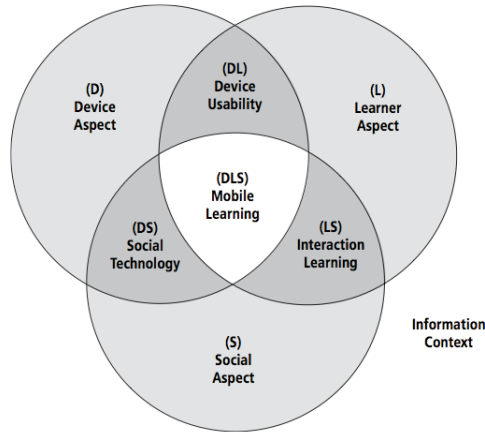 (DL)
Device
Usability
(D)
Device
Aspect
(L)
Learner
Aspect
(DLS)
Mobile
Learning
(DS)
Social
Technology
(LS)
Interaction
Learning
Information
Context
(S)
Social
Aspect